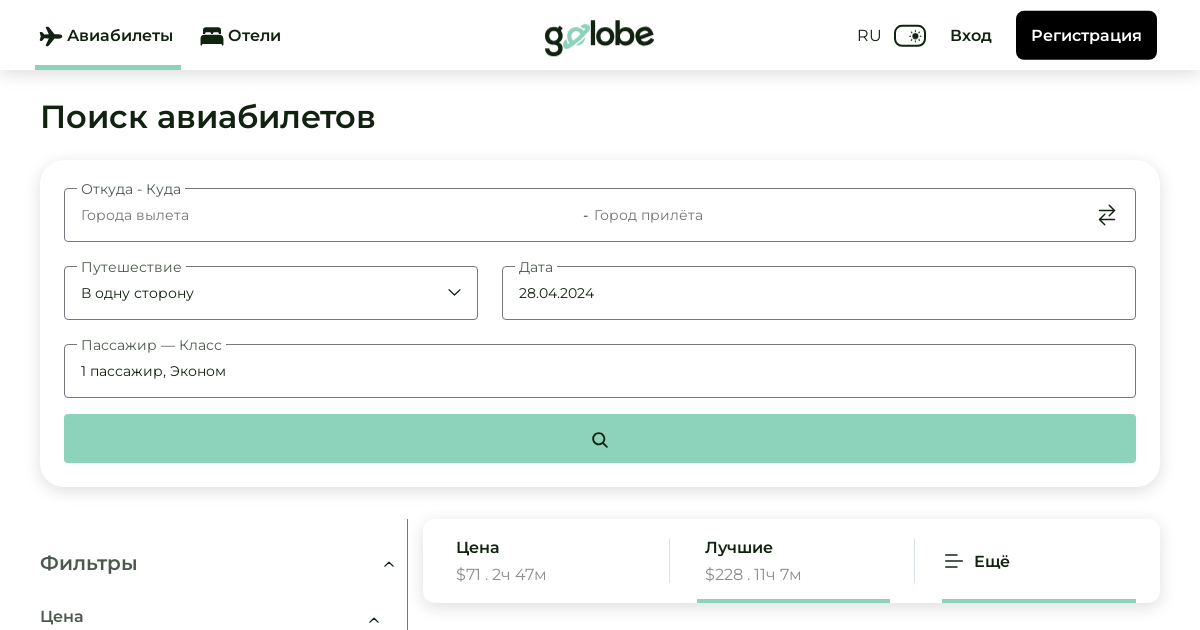 Авиабилеты Отели golobe RU Вход Регистрация
Поиск авиабилетов
Откуда - Куда
Города вылета - Город прилёта
Путешествие Дата
В одну сторону 28.04.2024
Пассажир — Класс
1 пассажир, Эконом
Фильтры
Цена
Цена Лучшие Ещё
$71 . 2ч 47м $228 . 11ч 7м